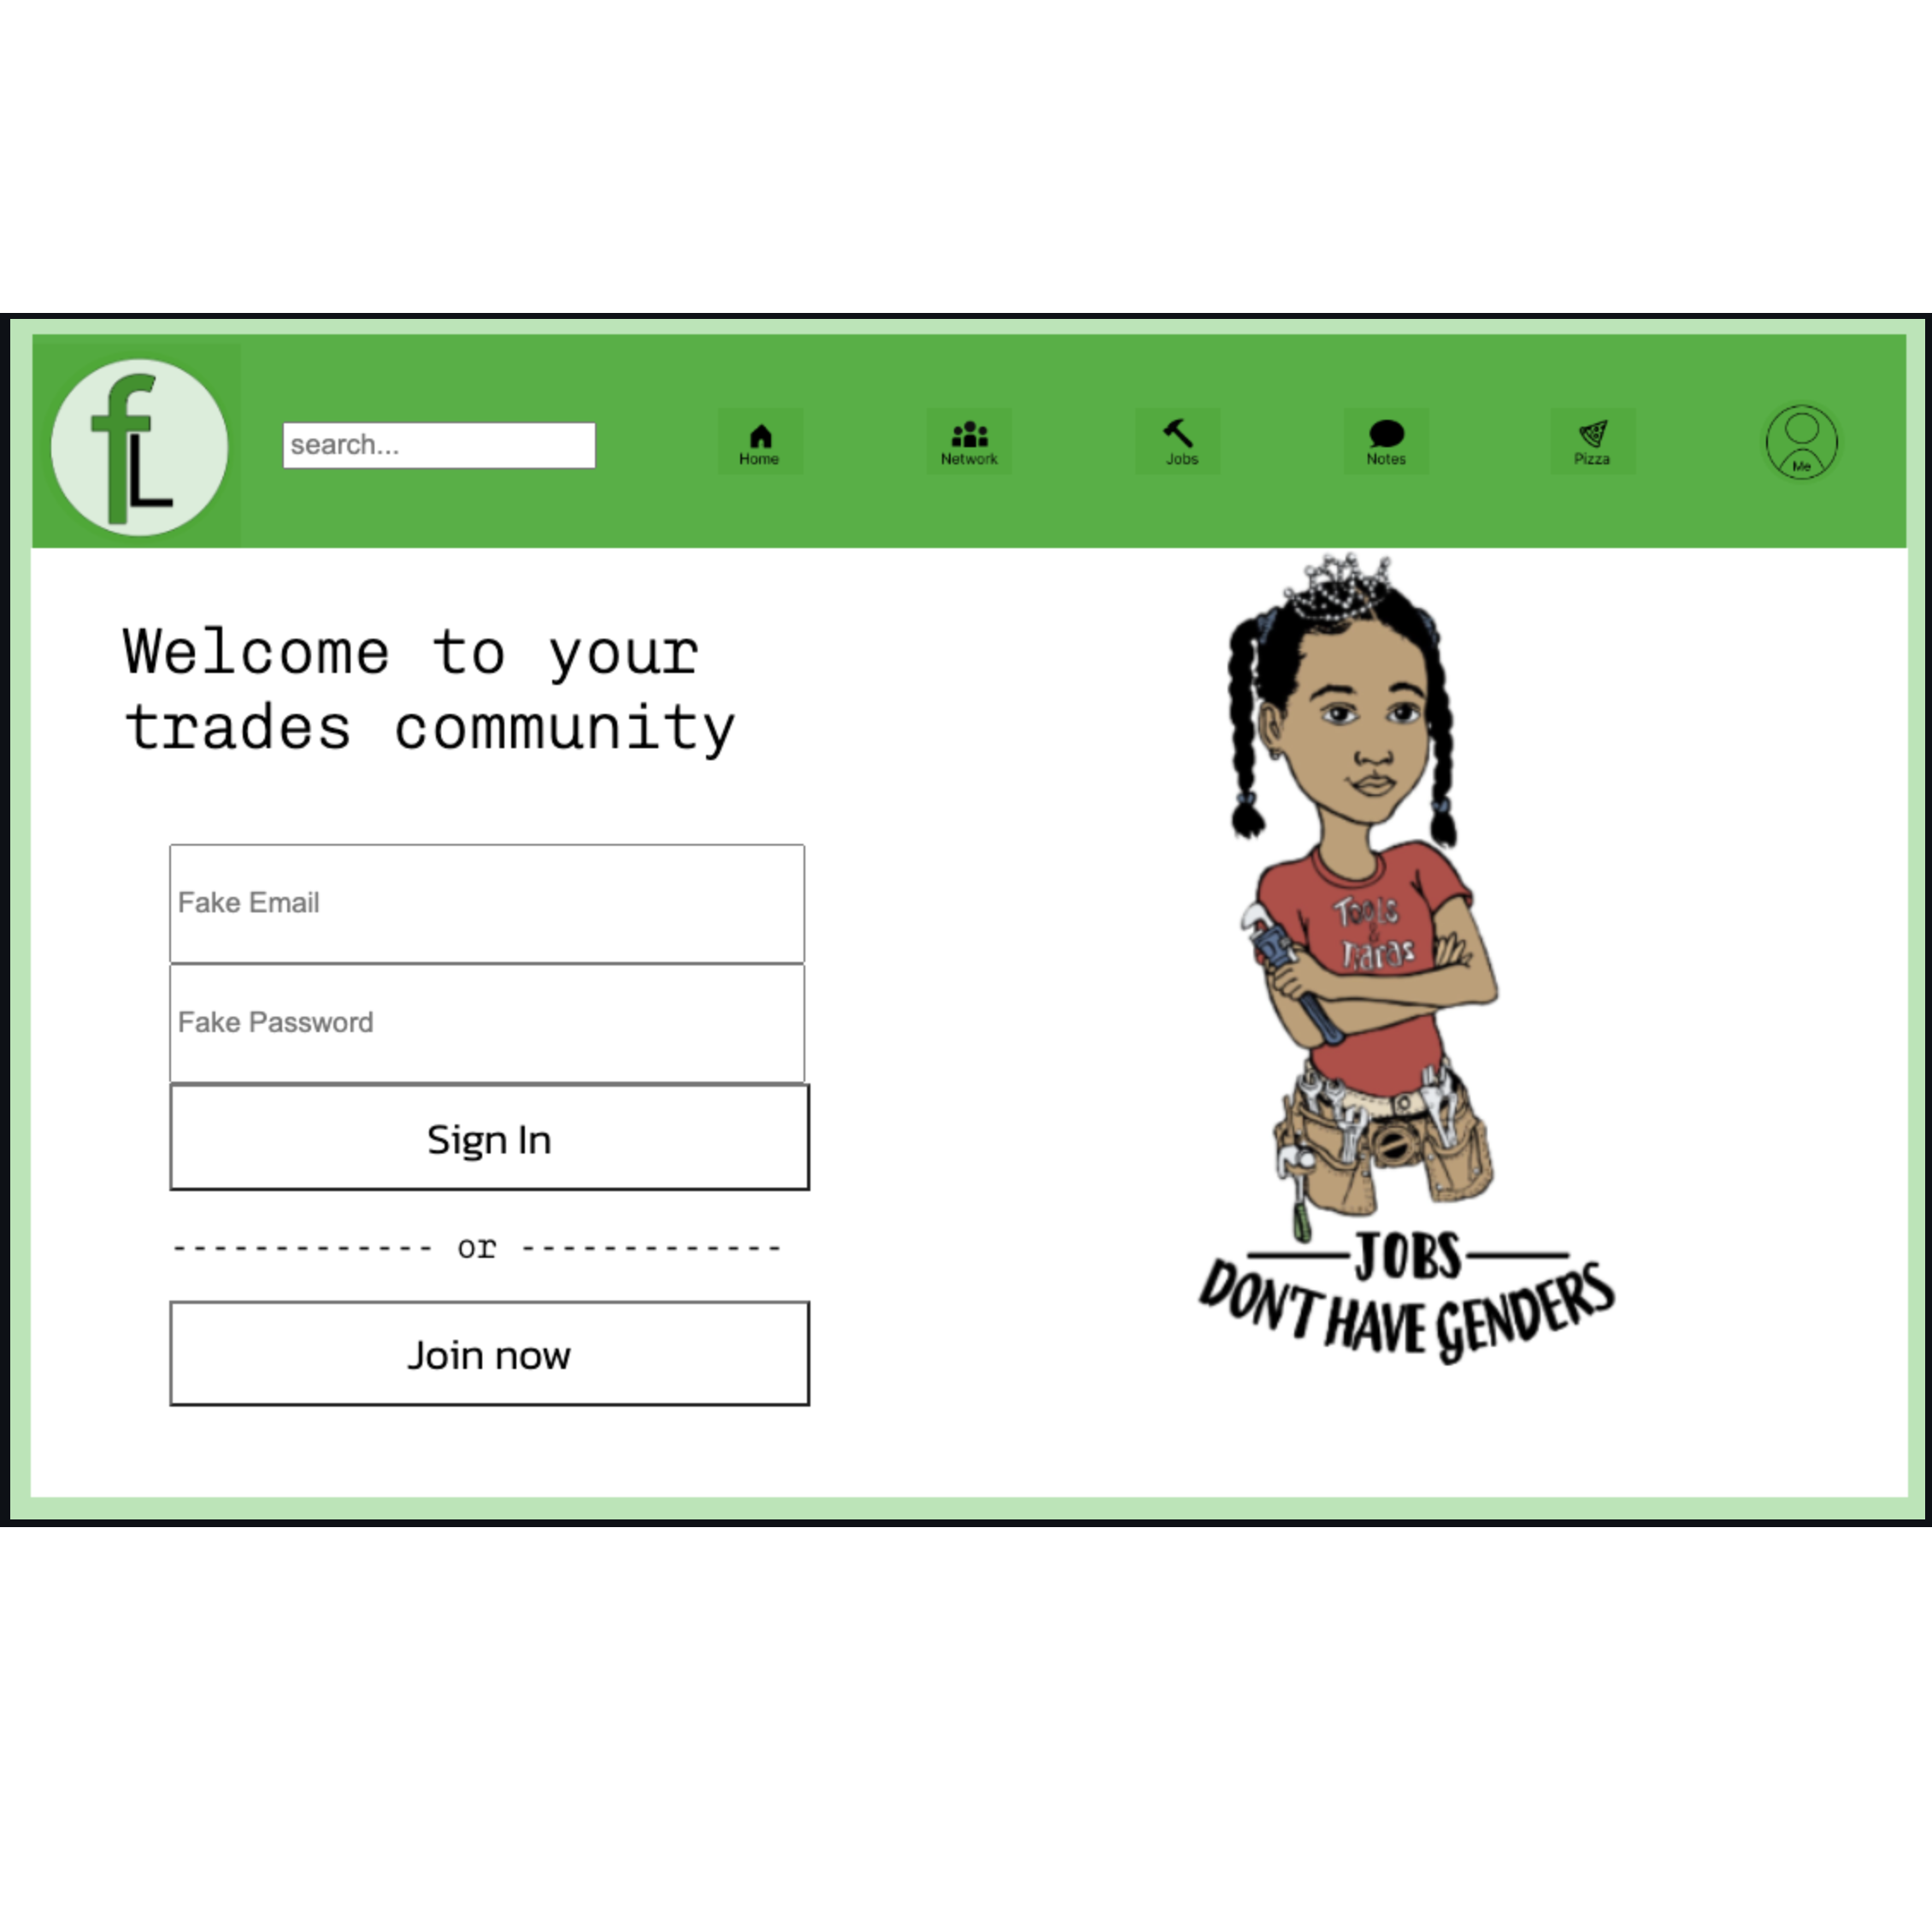 fL
search...
Home
Network
Jobs
Notes
Pizza
Me
Welcome to your
trades community
Fake Email
Fake Password
Sign In
------------- or -------------
Join now
Tools
&
Tiaras
JOBS
DON'T HAVE GENDERS